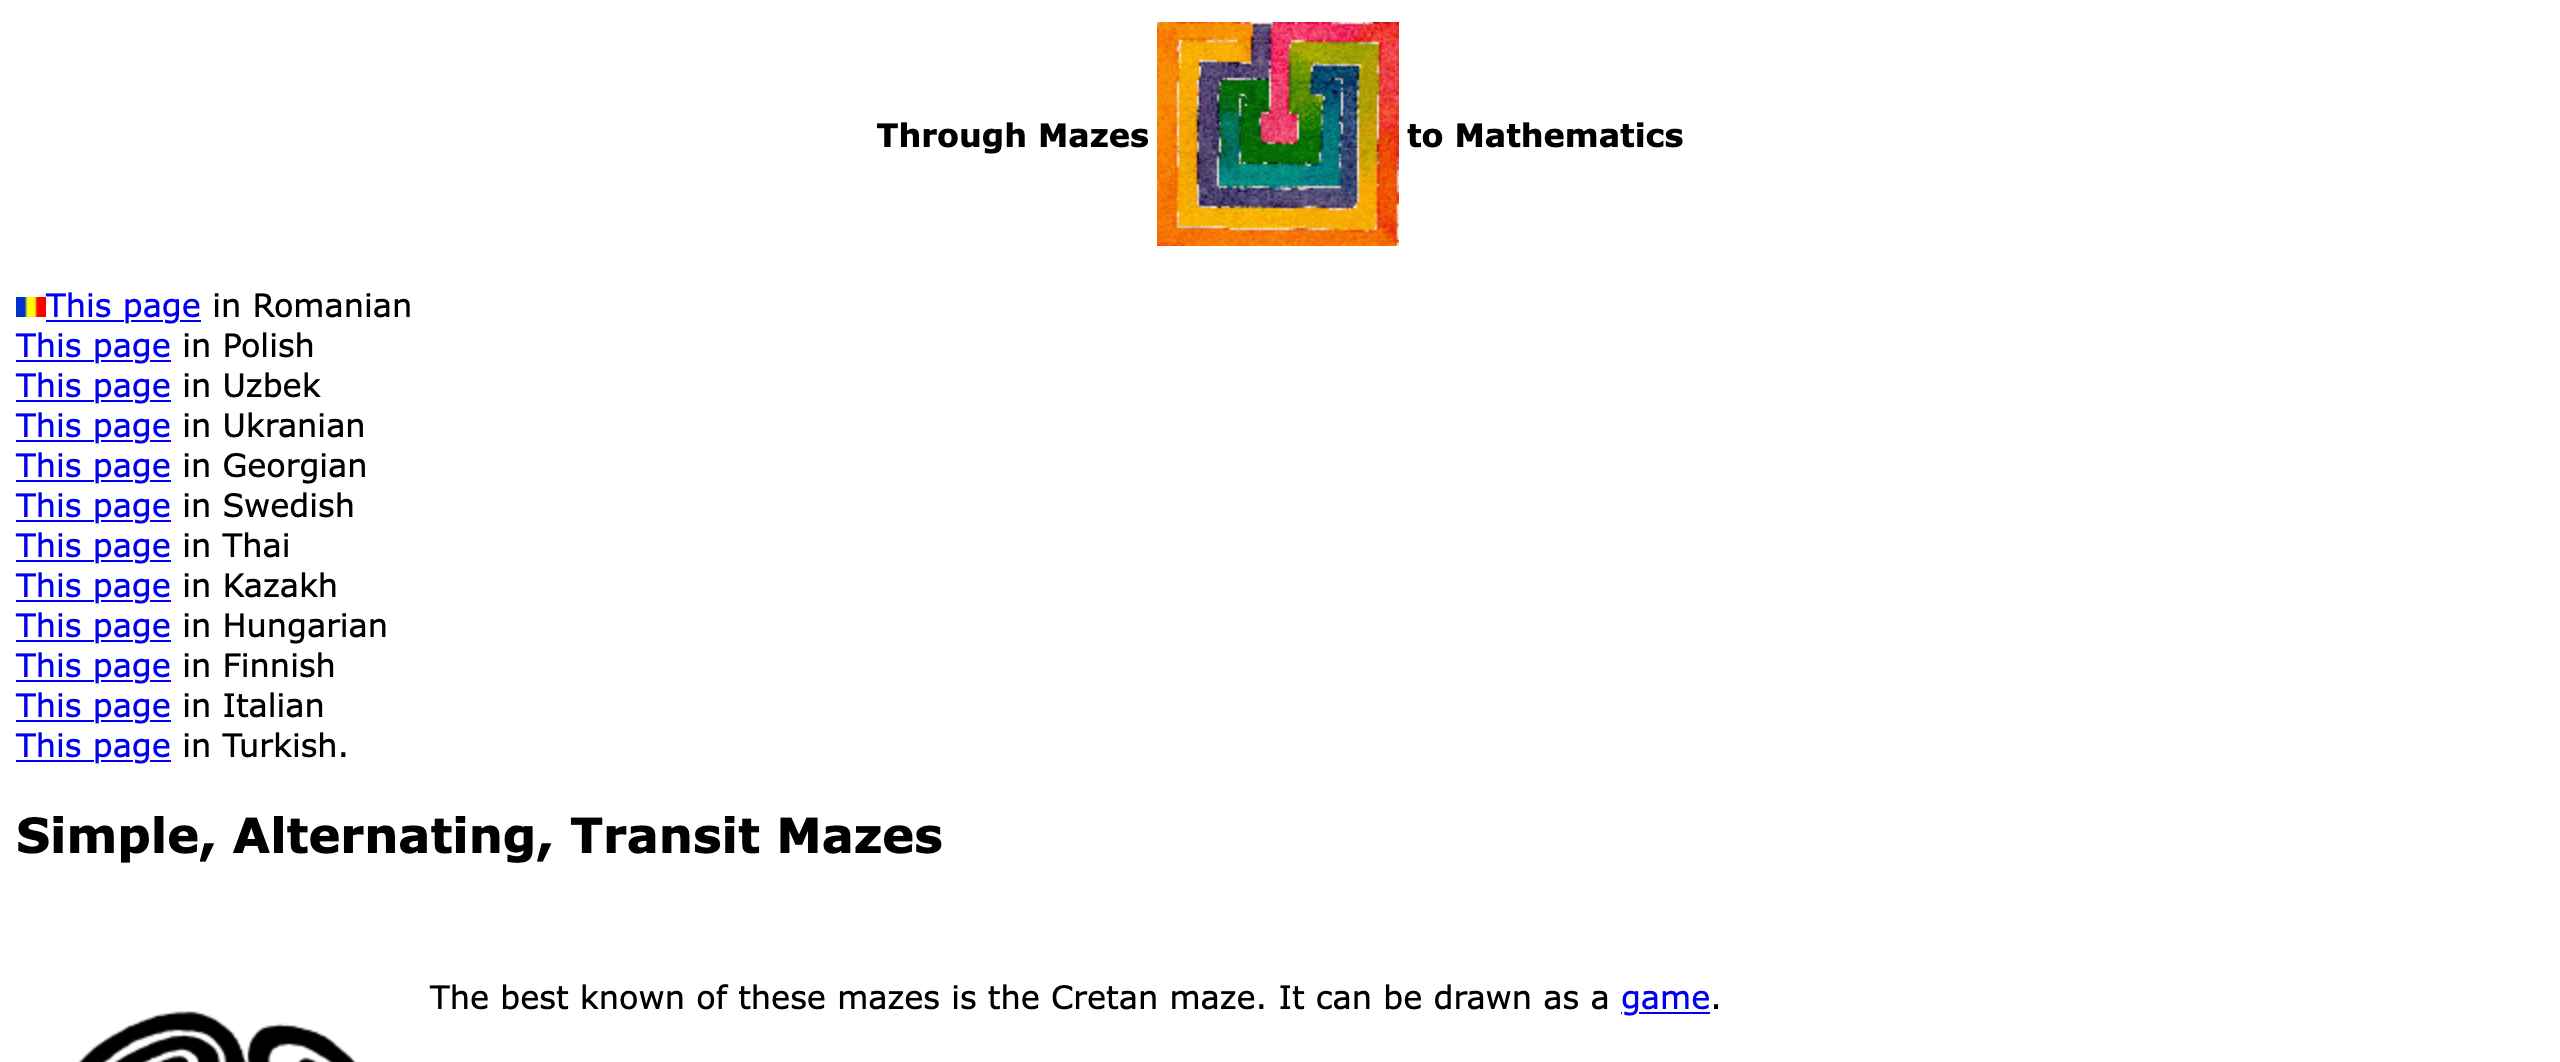 Through Mazes to Mathematics
This page in Romanian
This page in Polish
This page in Uzbek
This page in Ukranian
This page in Georgian
This page in Swedish
This page in Thai
This page in Kazakh
This page in Hungarian
This page in Finnish
This page in Italian
This page in Turkish.
Simple, Alternating, Transit Mazes
The best known of these mazes is the Cretan maze. It can be drawn as a game.